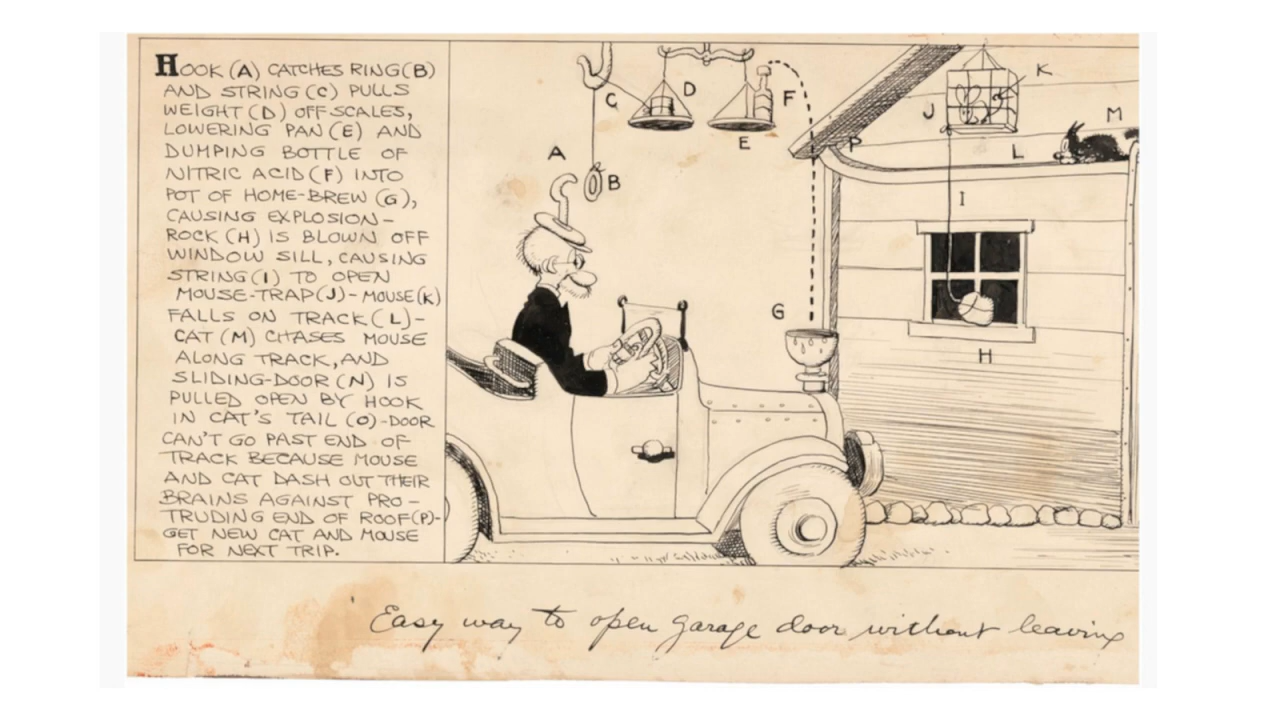 HOOK (A) CATCHES RING (B)
AND STRING (C) PULLS
WEIGHT (D) OFF SCALES,
LOWERING PAN (E) AND
DUMPING BOTTLE OF
NITRIC ACID (F) INTO
POT OF HOME-BREW (G),
CAUSING EXPLOSION —
ROCK (H) IS BLOWN OFF
WINDOW SILL, CAUSING
STRING (I) TO OPEN
MOUSE-TRAP (J) - MOUSE (K)
FALLS ON TRACK (L) -
CAT (M) CHASES MOUSE
ALONG TRACK, AND
SLIDING-DOOR (N) IS
PULLED OPEN BY HOOK
IN CAT'S TAIL (O) - DOOR
CAN'T GO PAST END OF
TRACK BECAUSE MOUSE
AND CAT DASH OUT THEIR
BRAINS AGAINST PRO-
TRUDING END OF ROOF (P) -
GET NEW CAT AND MOUSE
FOR NEXT TRIP.
A
B
C
D
E
F
G
P
J
K
L
M
I
H
Easy way to open garage door without leaving